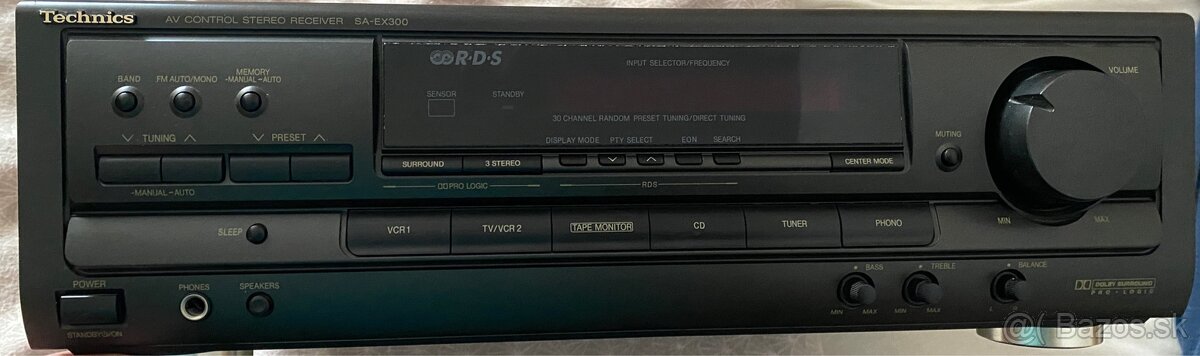 Technics AV CONTROL STEREO RECEIVER SA-EX300
R·D·S
INPUT SELECTOR/FREQUENCY
VOLUME
BAND FM AUTO/MONO MEMORY
-MANUAL -AUTO
SENSOR STANDBY
30 CHANNEL RANDOM PRESET TUNING/DIRECT TUNING
TUNING PRESET
DISPLAY MODE PTY SELECT EON SEARCH
MUTING
SURROUND 3 STEREO CENTER MODE
-MANUAL -AUTO
PRO LOGIC RDS
MIN MAX
SLEEP
VCR 1 TV/VCR 2 TAPE MONITOR CD TUNER PHONO
BASS TREBLE BALANCE
POWER PHONES SPEAKERS
DOLBY SURROUND
PRO·LOGIC
MIN MAX MIN MAX L
Bazos.sk